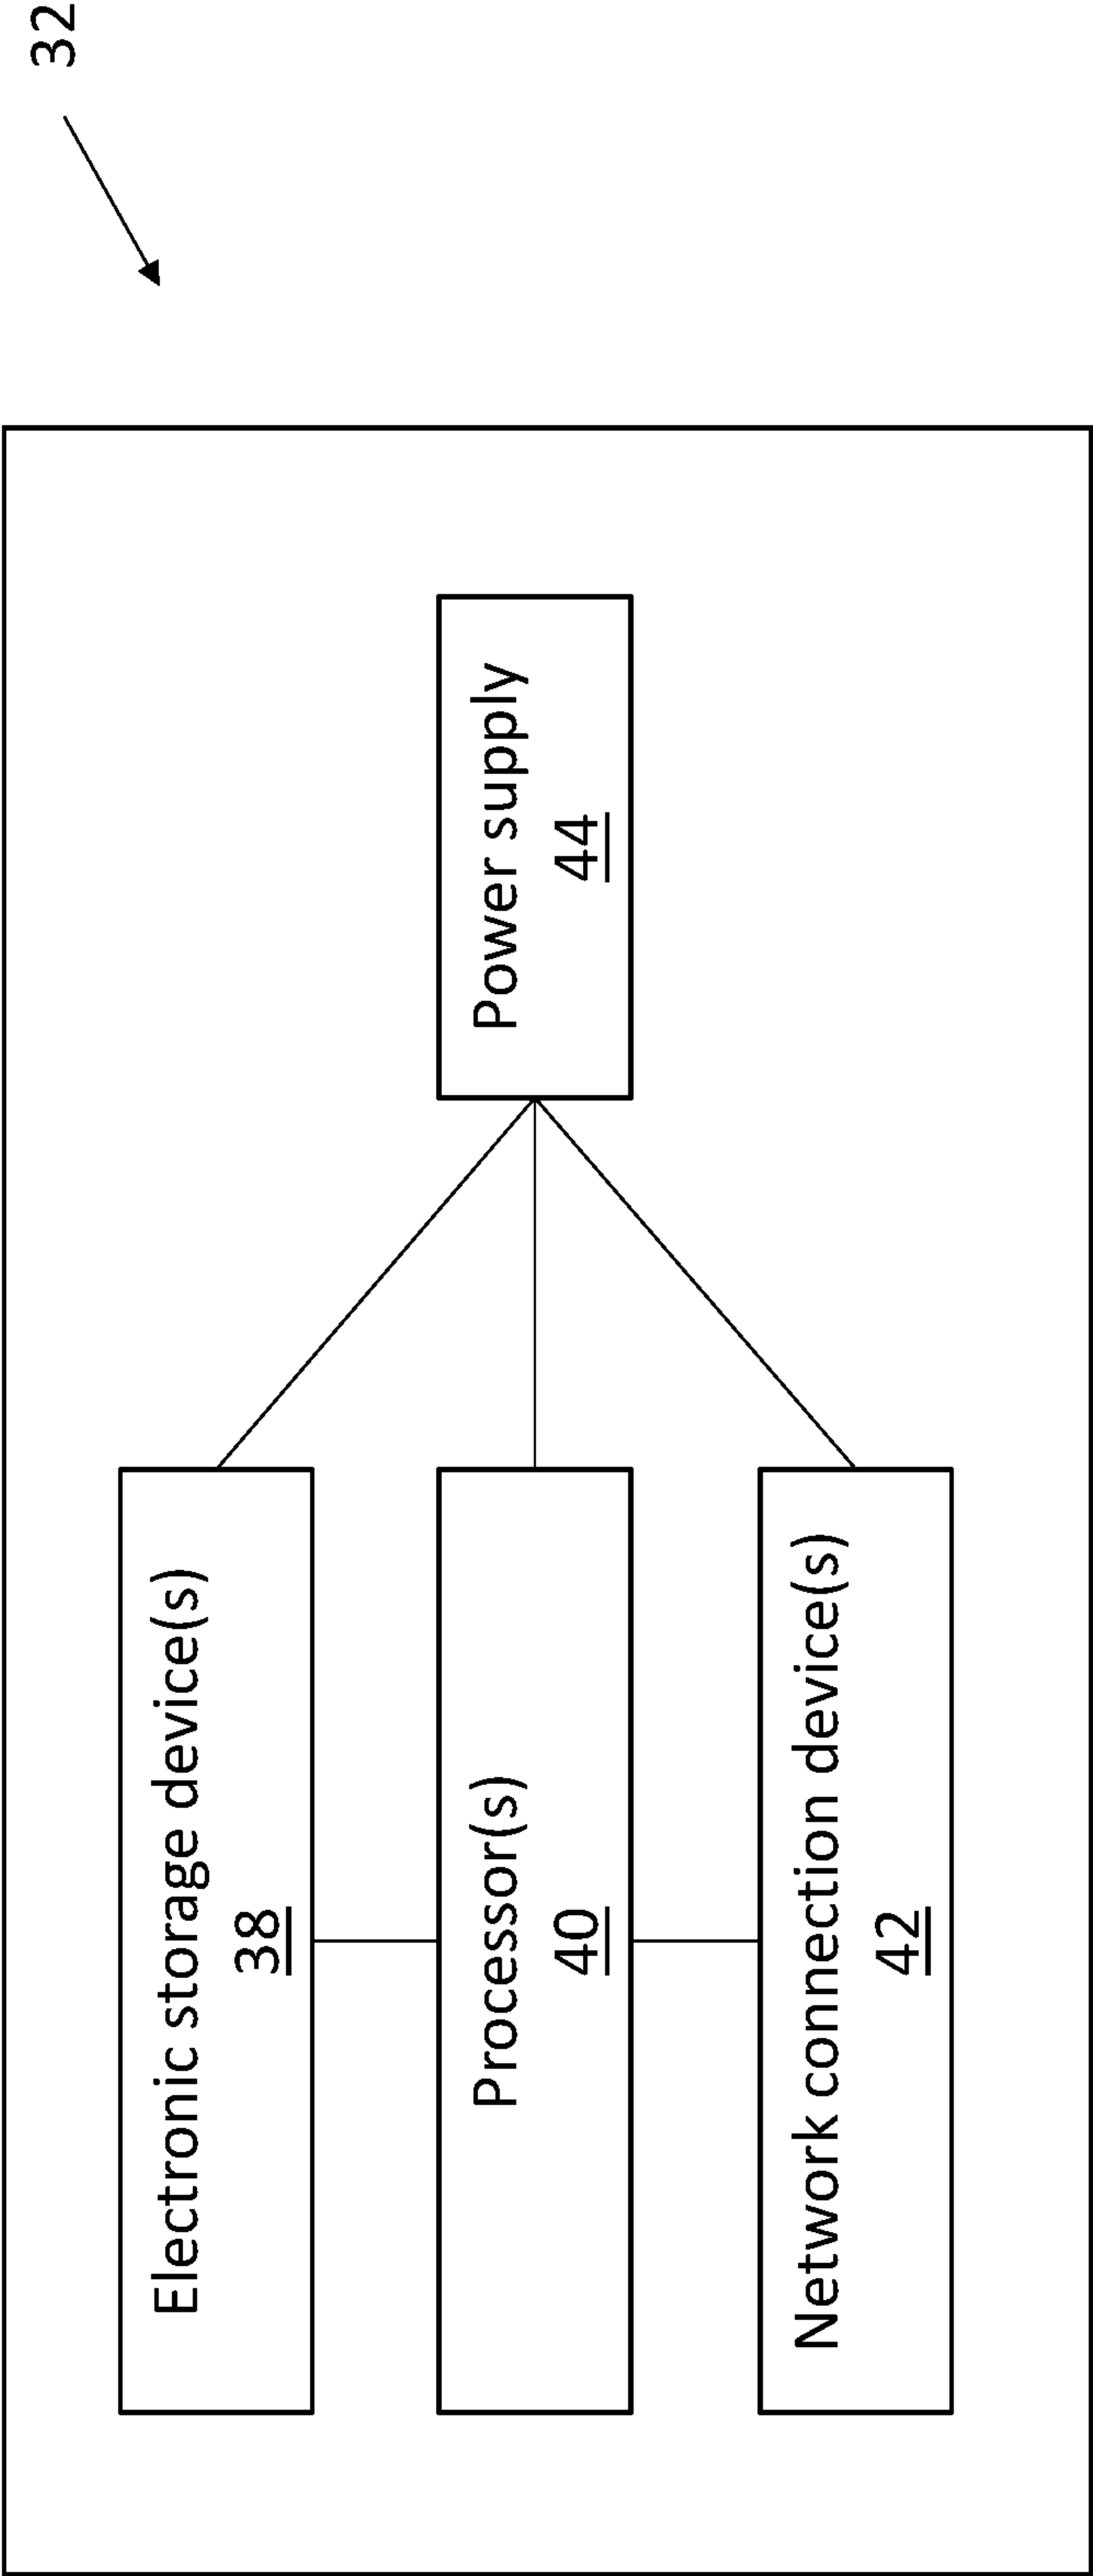 32
Electronic storage device(s)
38
Processor(s)
40
Network connection device(s)
42
Power supply
44